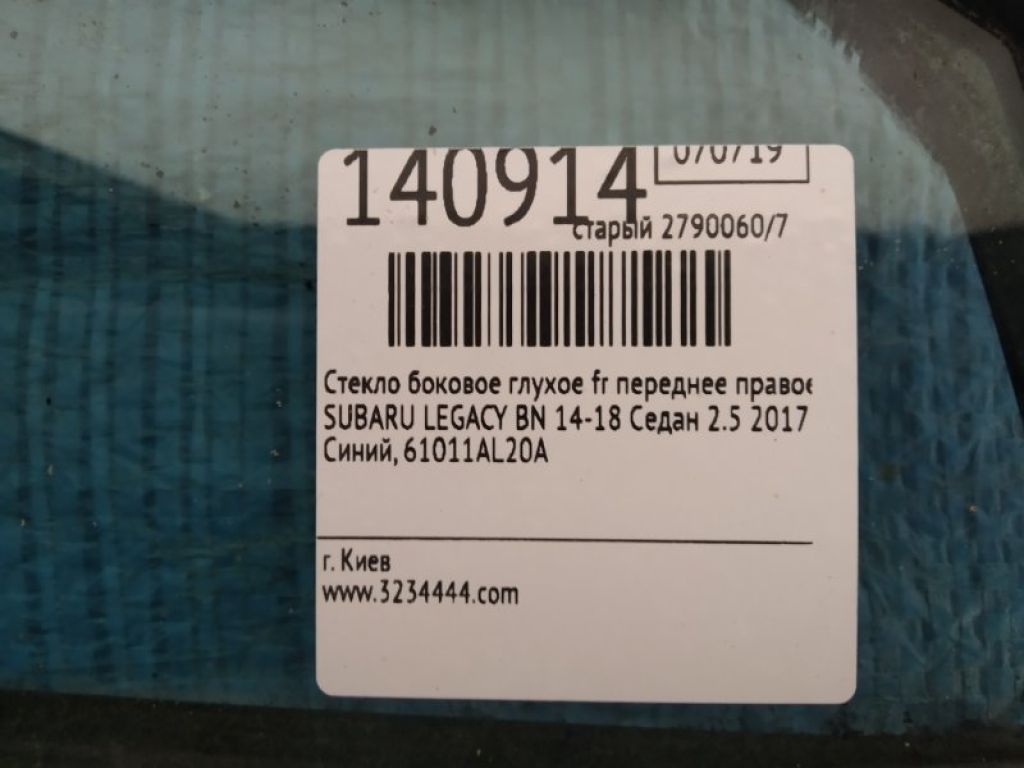 140914
070719
старый 2790060/7
Стекло боковое глухое fr переднее правое
SUBARU LEGACY BN 14-18 Седан 2.5 2017
Синий, 61011AL20A
г. Киев
www.3234444.com